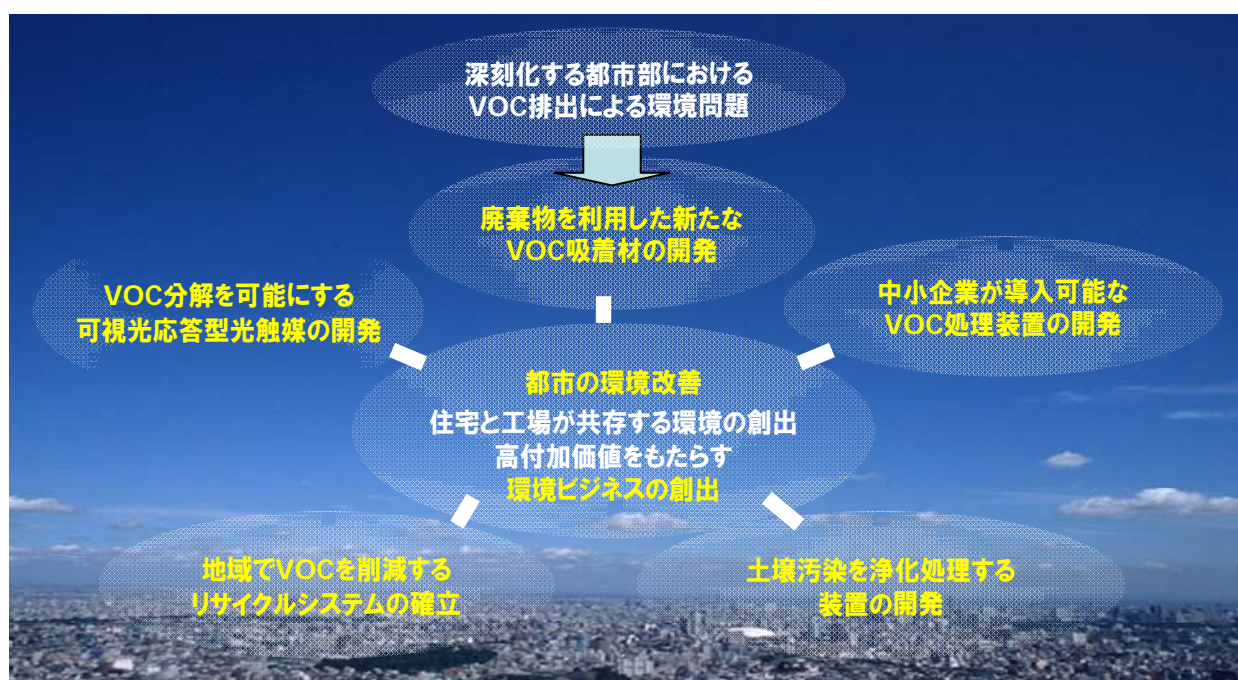 深刻化する都市部における
VOC排出による環境問題
廃棄物を利用した新たな
VOC吸着材の開発
VOC分解を可能にする
可視光応答型光触媒の開発
中小企業が導入可能な
VOC処理装置の開発
都市の環境改善
住宅と工場が共存する環境の創出
高付加価値をもたらす
環境ビジネスの創出
地域でVOCを削減する
リサイクルシステムの確立
土壌汚染を浄化処理する
装置の開発